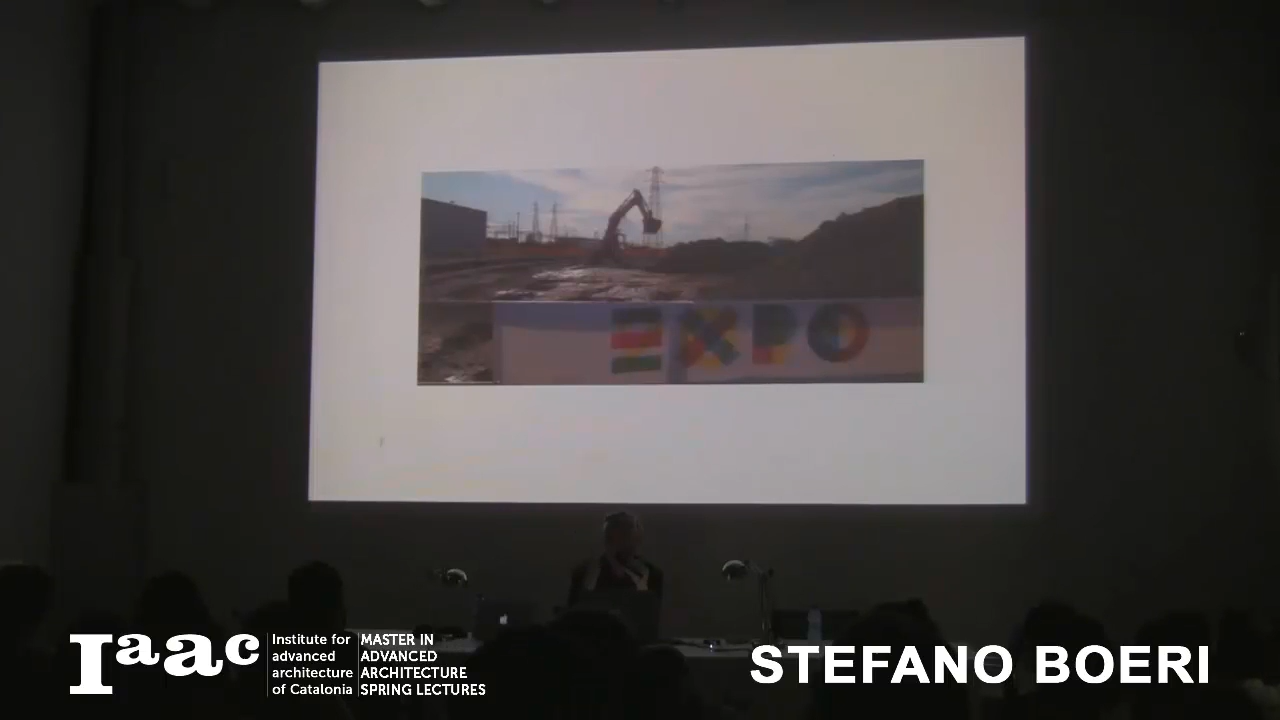 EXPO
Iaac
Institute for
advanced
architecture
of Catalonia
MASTER IN
ADVANCED
ARCHITECTURE
SPRING LECTURES
STEFANO BOERI